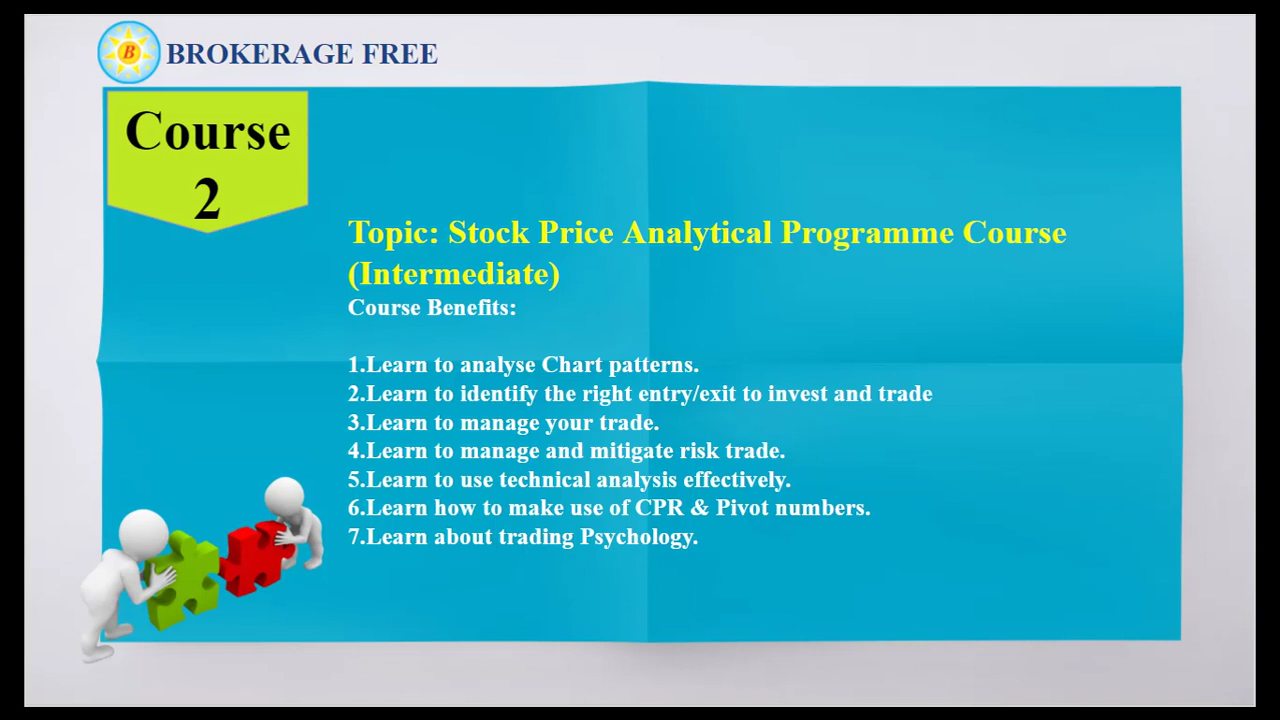 B
BROKERAGE FREE
Course
2
Topic: Stock Price Analytical Programme Course
(Intermediate)
Course Benefits:
1.Learn to analyse Chart patterns.
2.Learn to identify the right entry/exit to invest and trade
3.Learn to manage your trade.
4.Learn to manage and mitigate risk trade.
5.Learn to use technical analysis effectively.
6.Learn how to make use of CPR & Pivot numbers.
7.Learn about trading Psychology.